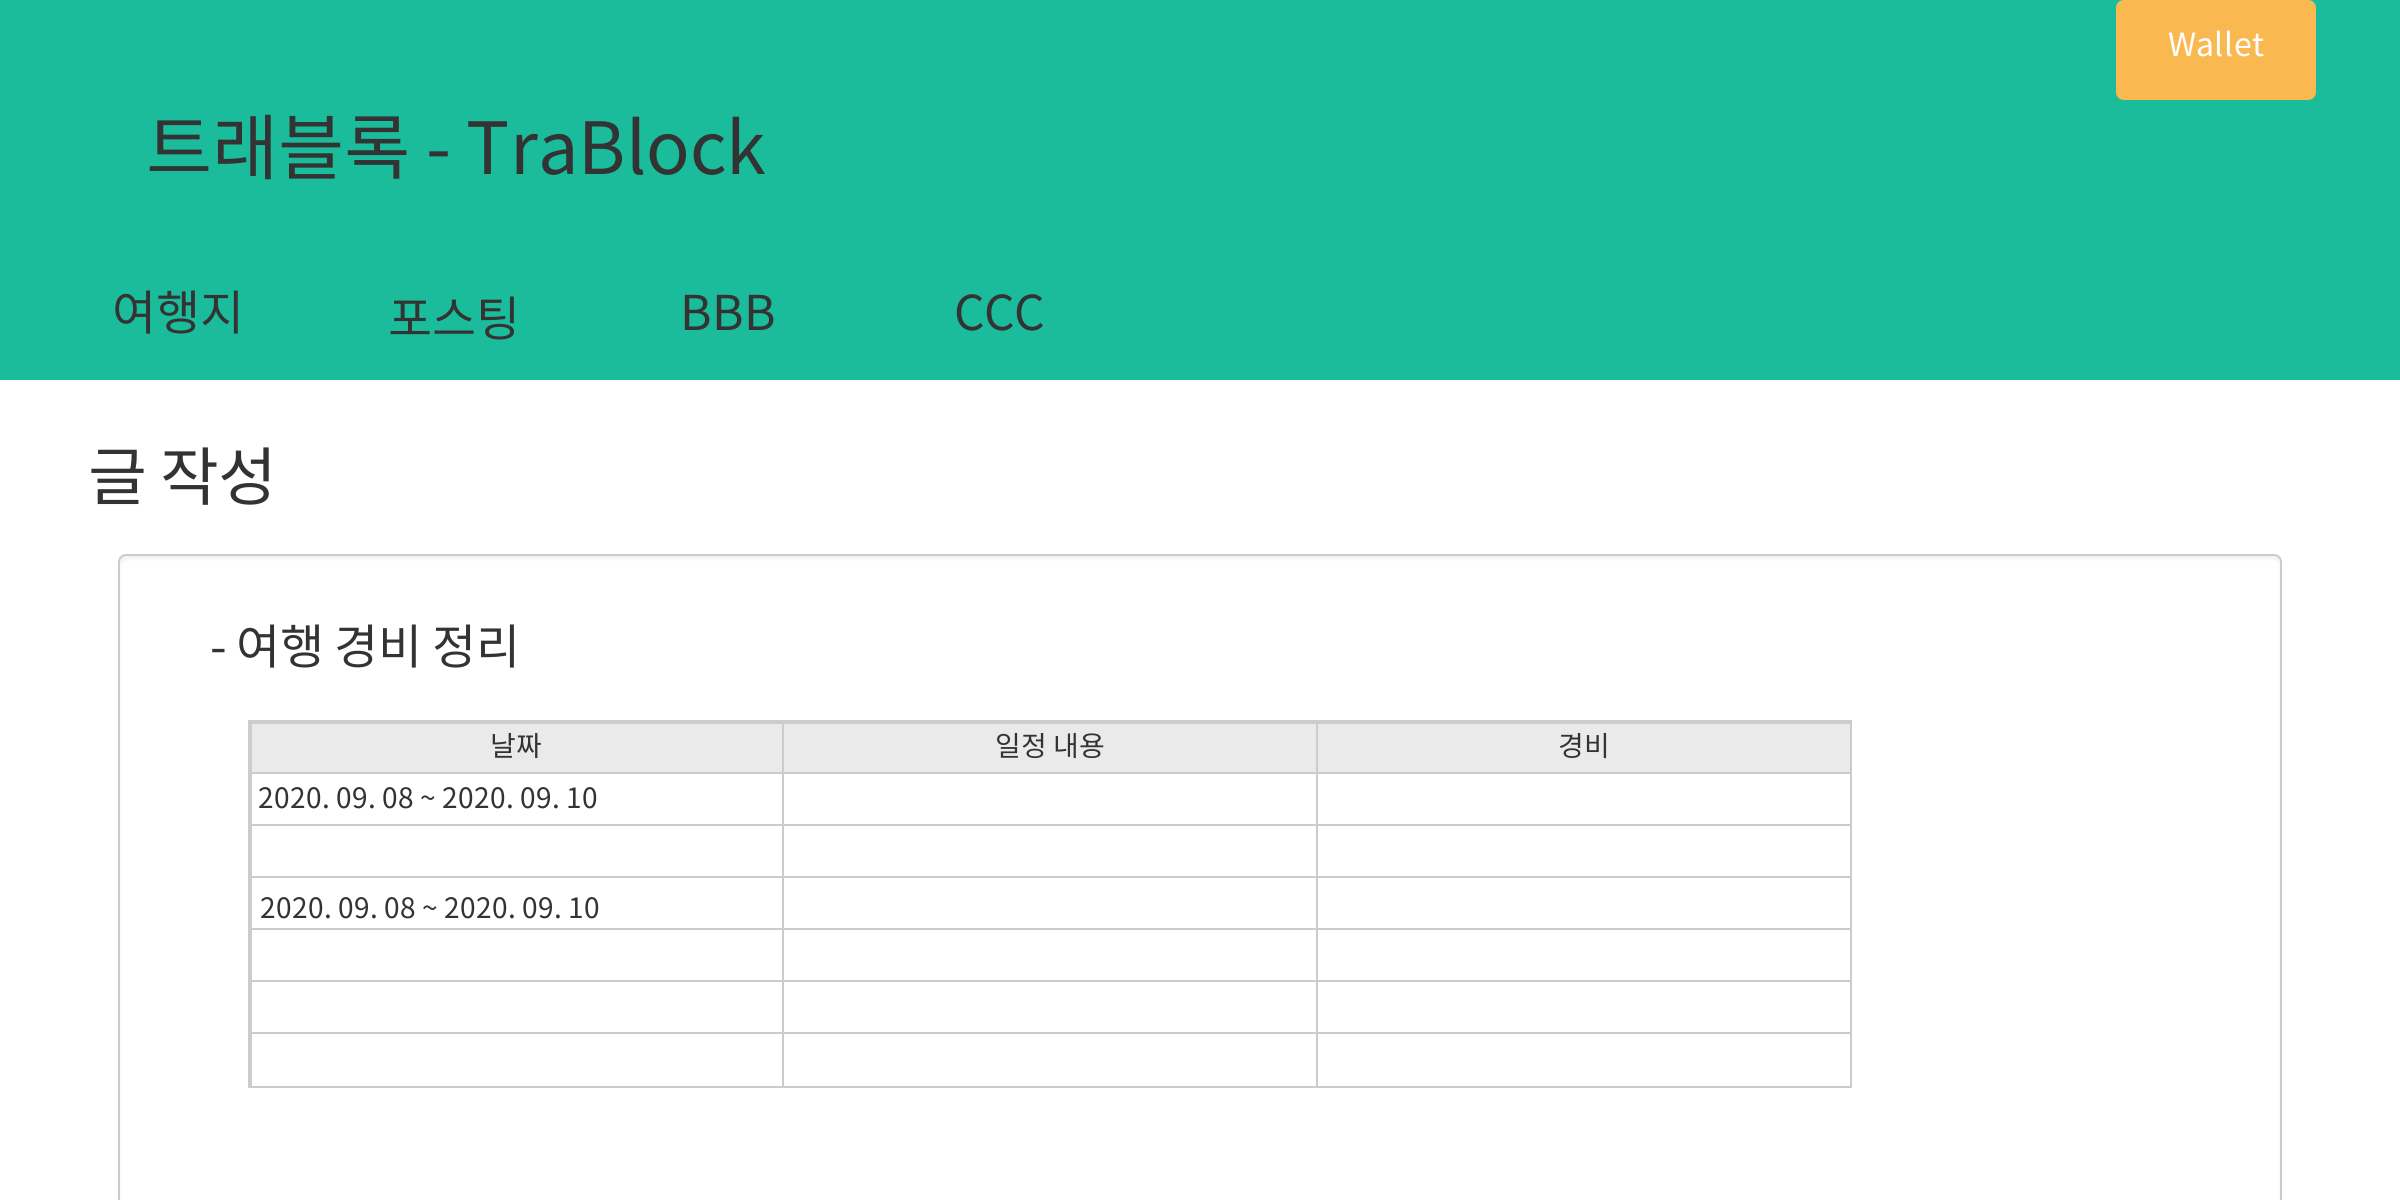 Wallet
트래블록 - TraBlock
여행지 포스팅 BBB CCC
글 작성
- 여행 경비 정리
날짜 일정 내용 경비
2020. 09. 08 ~ 2020. 09. 10
2020. 09. 08 ~ 2020. 09. 10